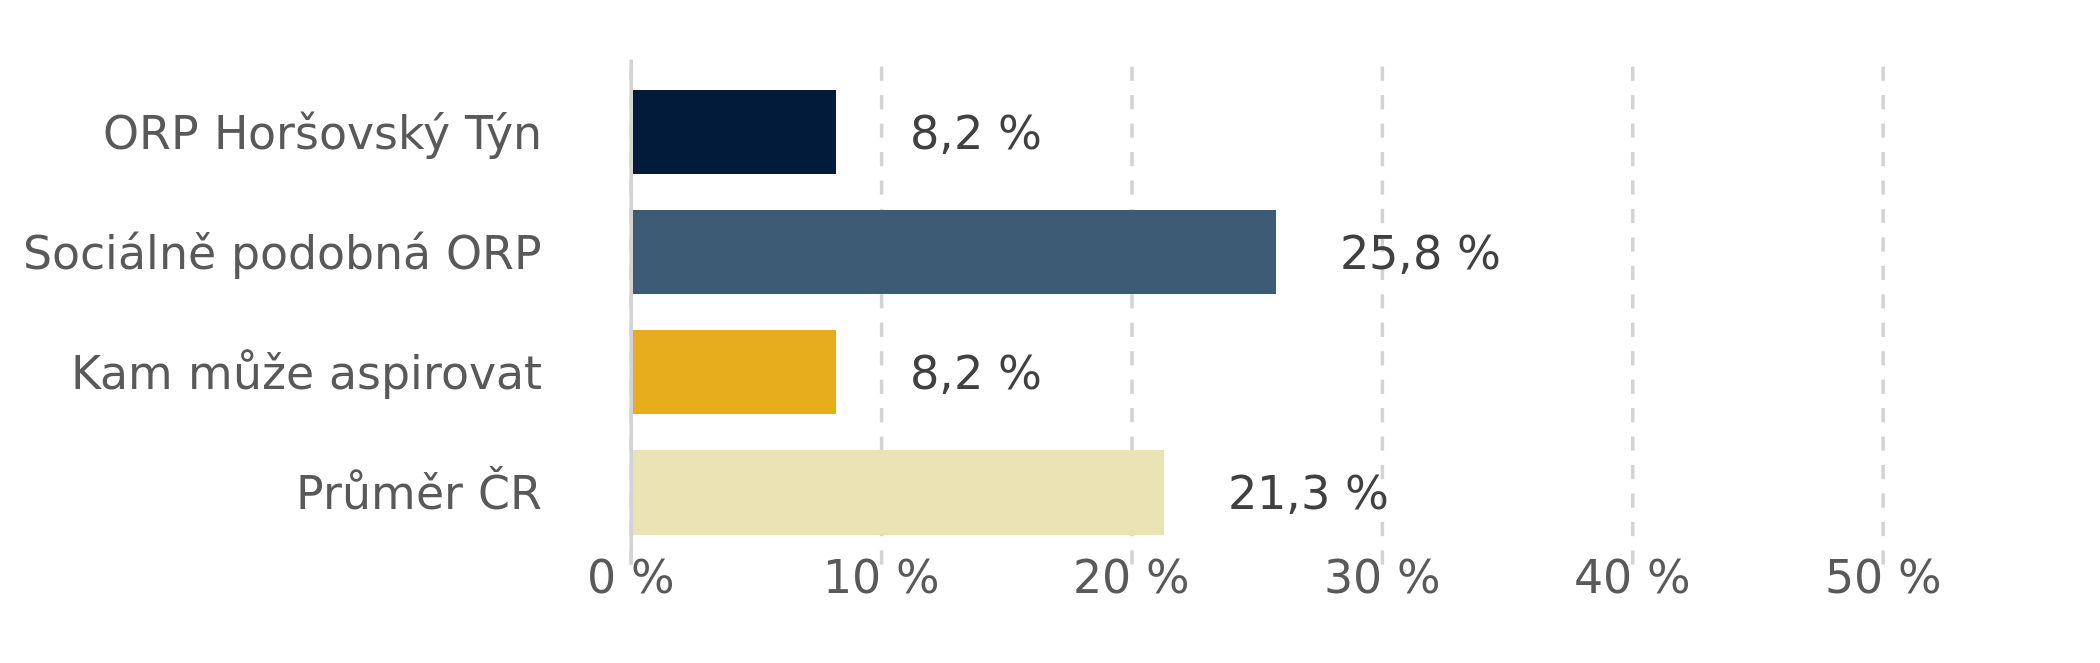 ORP Horšovský Týn 8,2 %
Sociálně podobná ORP 25,8 %
Kam může aspirovat 8,2 %
Průměr ČR 21,3 %
0 % 10 % 20 % 30 % 40 % 50 %